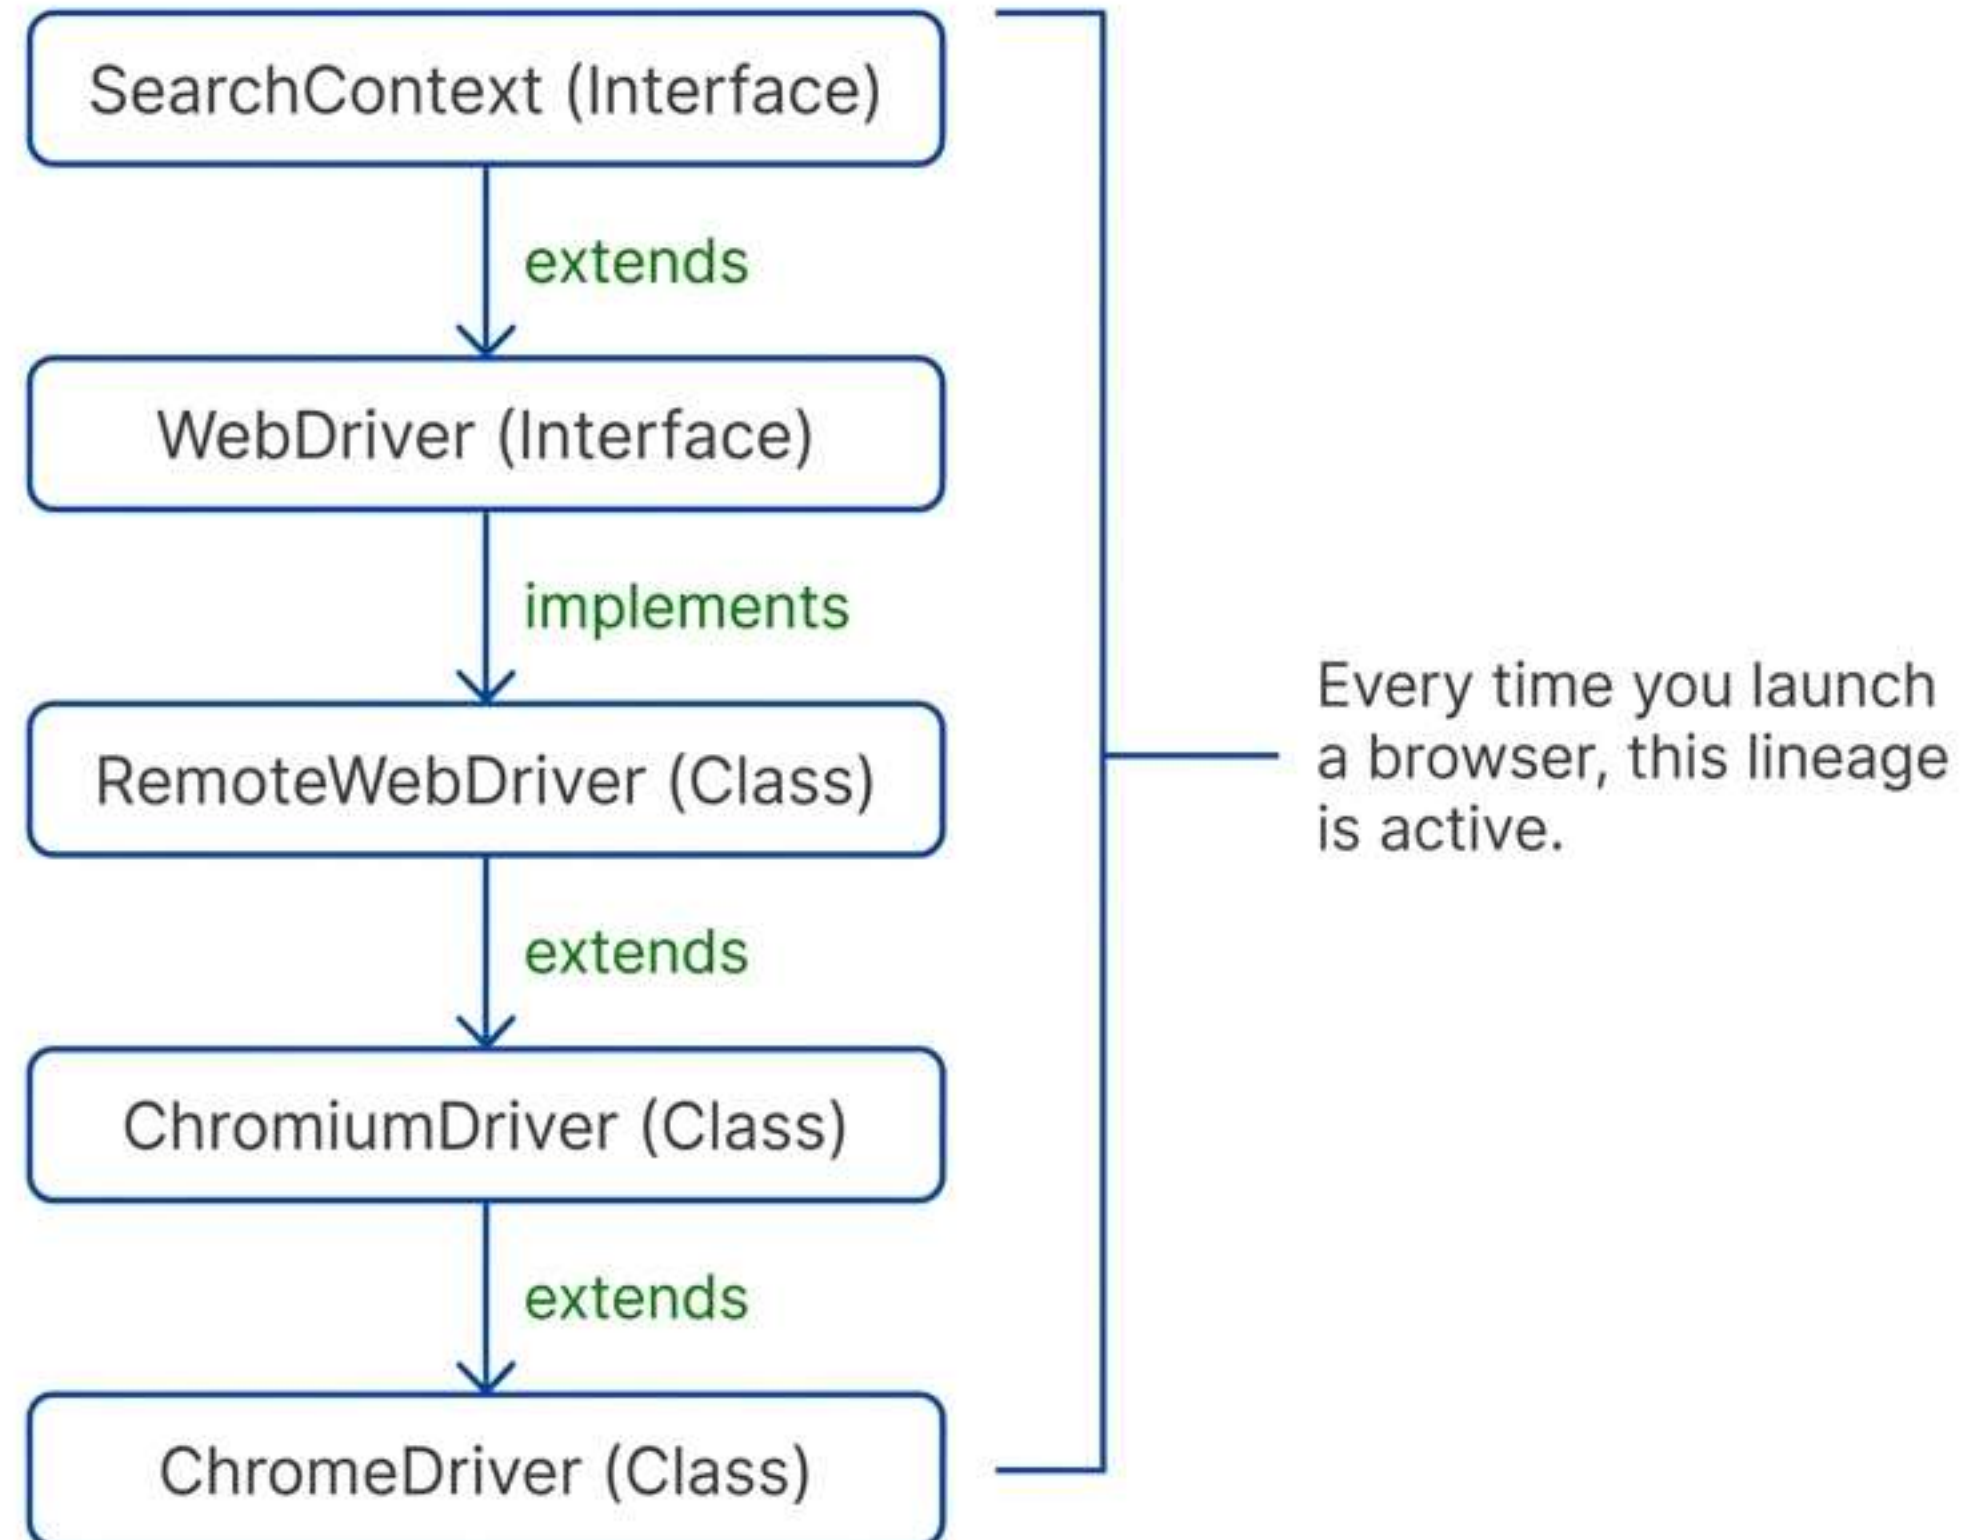 SearchContext (Interface)
extends
WebDriver (Interface)
implements
RemoteWebDriver (Class)
extends
ChromiumDriver (Class)
extends
ChromeDriver (Class)
Every time you launch
a browser, this lineage
is active.